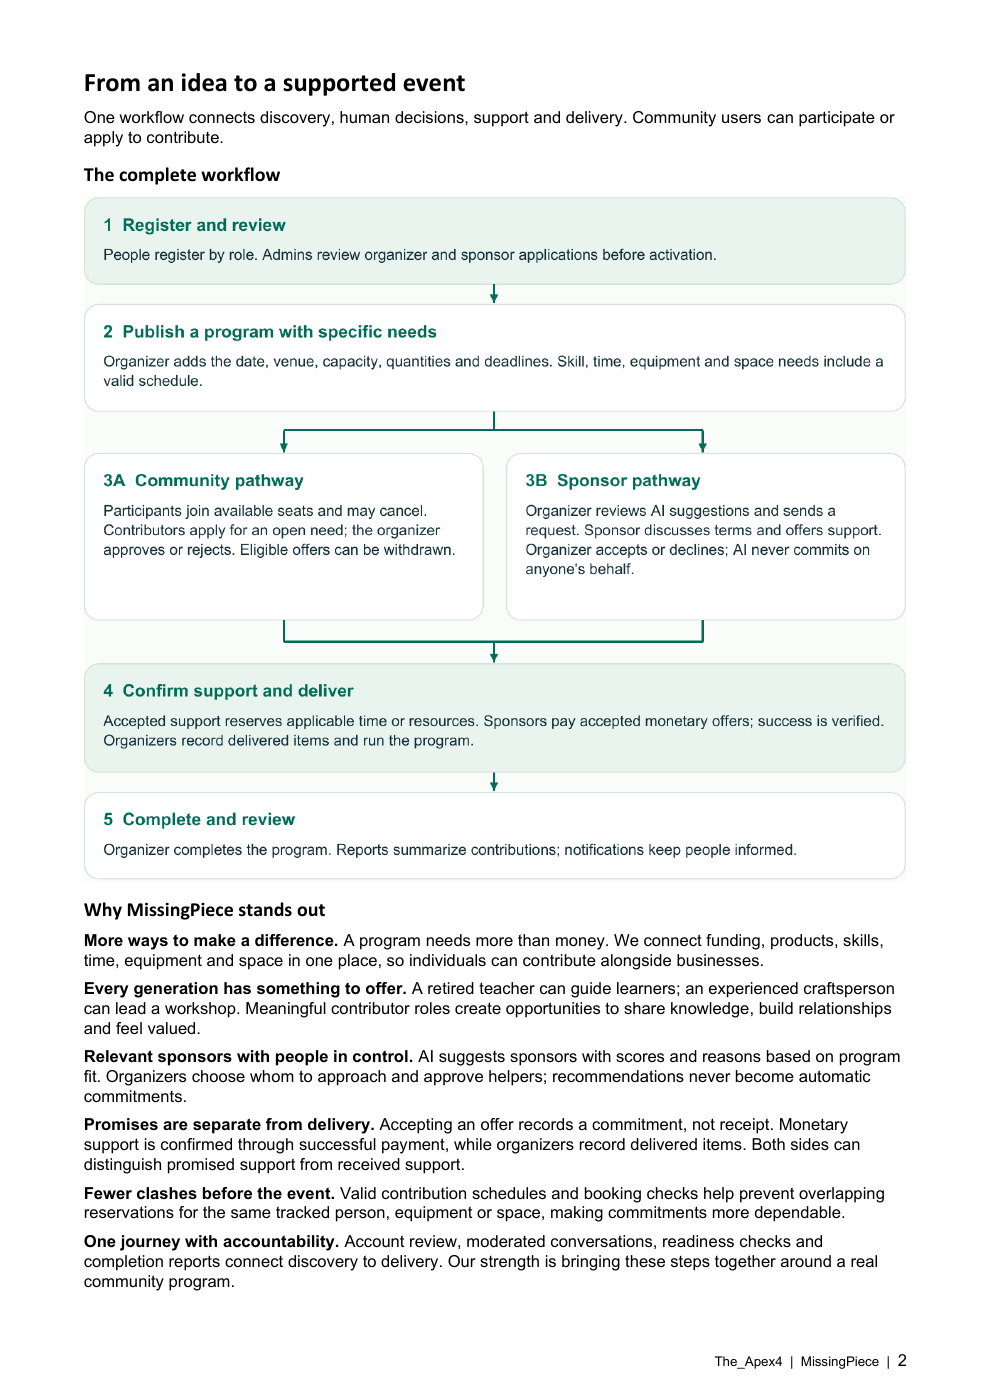 From an idea to a supported event
One workflow connects discovery, human decisions, support and delivery. Community users can participate or
apply to contribute.
The complete workflow
1 Register and review
People register by role. Admins review organizer and sponsor applications before activation.
2 Publish a program with specific needs
Organizer adds the date, venue, capacity, quantities and deadlines. Skill, time, equipment and space needs include a
valid schedule.
3A Community pathway
Participants join available seats and may cancel.
Contributors apply for an open need; the organizer
approves or rejects. Eligible offers can be withdrawn.
3B Sponsor pathway
Organizer reviews AI suggestions and sends a
request. Sponsor discusses terms and offers support.
Organizer accepts or declines; AI never commits on
anyone's behalf.
4 Confirm support and deliver
Accepted support reserves applicable time or resources. Sponsors pay accepted monetary offers; success is verified.
Organizers record delivered items and run the program.
5 Complete and review
Organizer completes the program. Reports summarize contributions; notifications keep people informed.
Why MissingPiece stands out
More ways to make a difference. A program needs more than money. We connect funding, products, skills,
time, equipment and space in one place, so individuals can contribute alongside businesses.
Every generation has something to offer. A retired teacher can guide learners; an experienced craftsperson
can lead a workshop. Meaningful contributor roles create opportunities to share knowledge, build relationships
and feel valued.
Relevant sponsors with people in control. AI suggests sponsors with scores and reasons based on program
fit. Organizers choose whom to approach and approve helpers; recommendations never become automatic
commitments.
Promises are separate from delivery. Accepting an offer records a commitment, not receipt. Monetary
support is confirmed through successful payment, while organizers record delivered items. Both sides can
distinguish promised support from received support.
Fewer clashes before the event. Valid contribution schedules and booking checks help prevent overlapping
reservations for the same tracked person, equipment or space, making commitments more dependable.
One journey with accountability. Account review, moderated conversations, readiness checks and
completion reports connect discovery to delivery. Our strength is bringing these steps together around a real
community program.
The_Apex4 | MissingPiece | 2